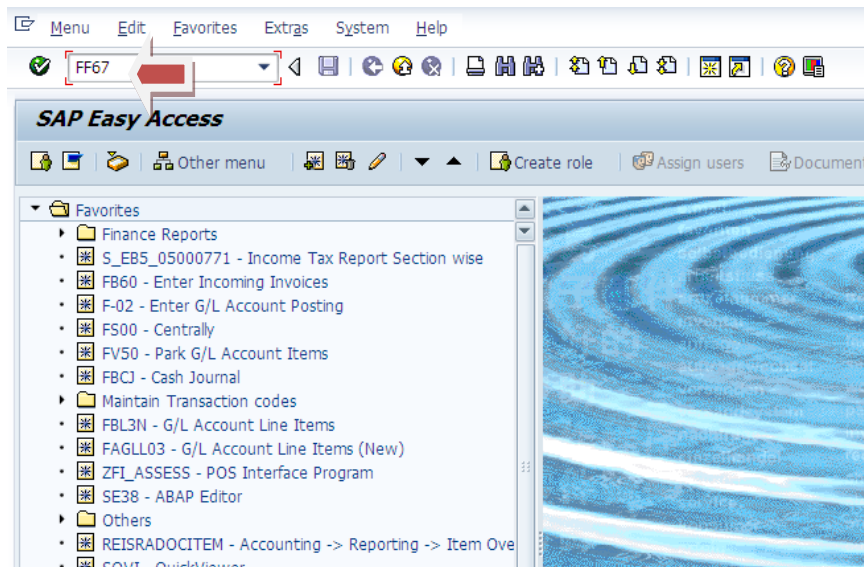 Menu Edit Favorites Extras System Help
FF67
SAP Easy Access
Other menu Create role Assign users Document
Favorites
Finance Reports
S_EB5_05000771 - Income Tax Report Section wise
FB60 - Enter Incoming Invoices
F-02 - Enter G/L Account Posting
FS00 - Centrally
FV50 - Park G/L Account Items
FBCJ - Cash Journal
Maintain Transaction codes
FBL3N - G/L Account Line Items
FAGLL03 - G/L Account Line Items (New)
ZFI_ASSESS - POS Interface Program
SE38 - ABAP Editor
Others
REISRADOCITEM - Accounting -> Reporting -> Item Ove
SQVI - QuickViewer